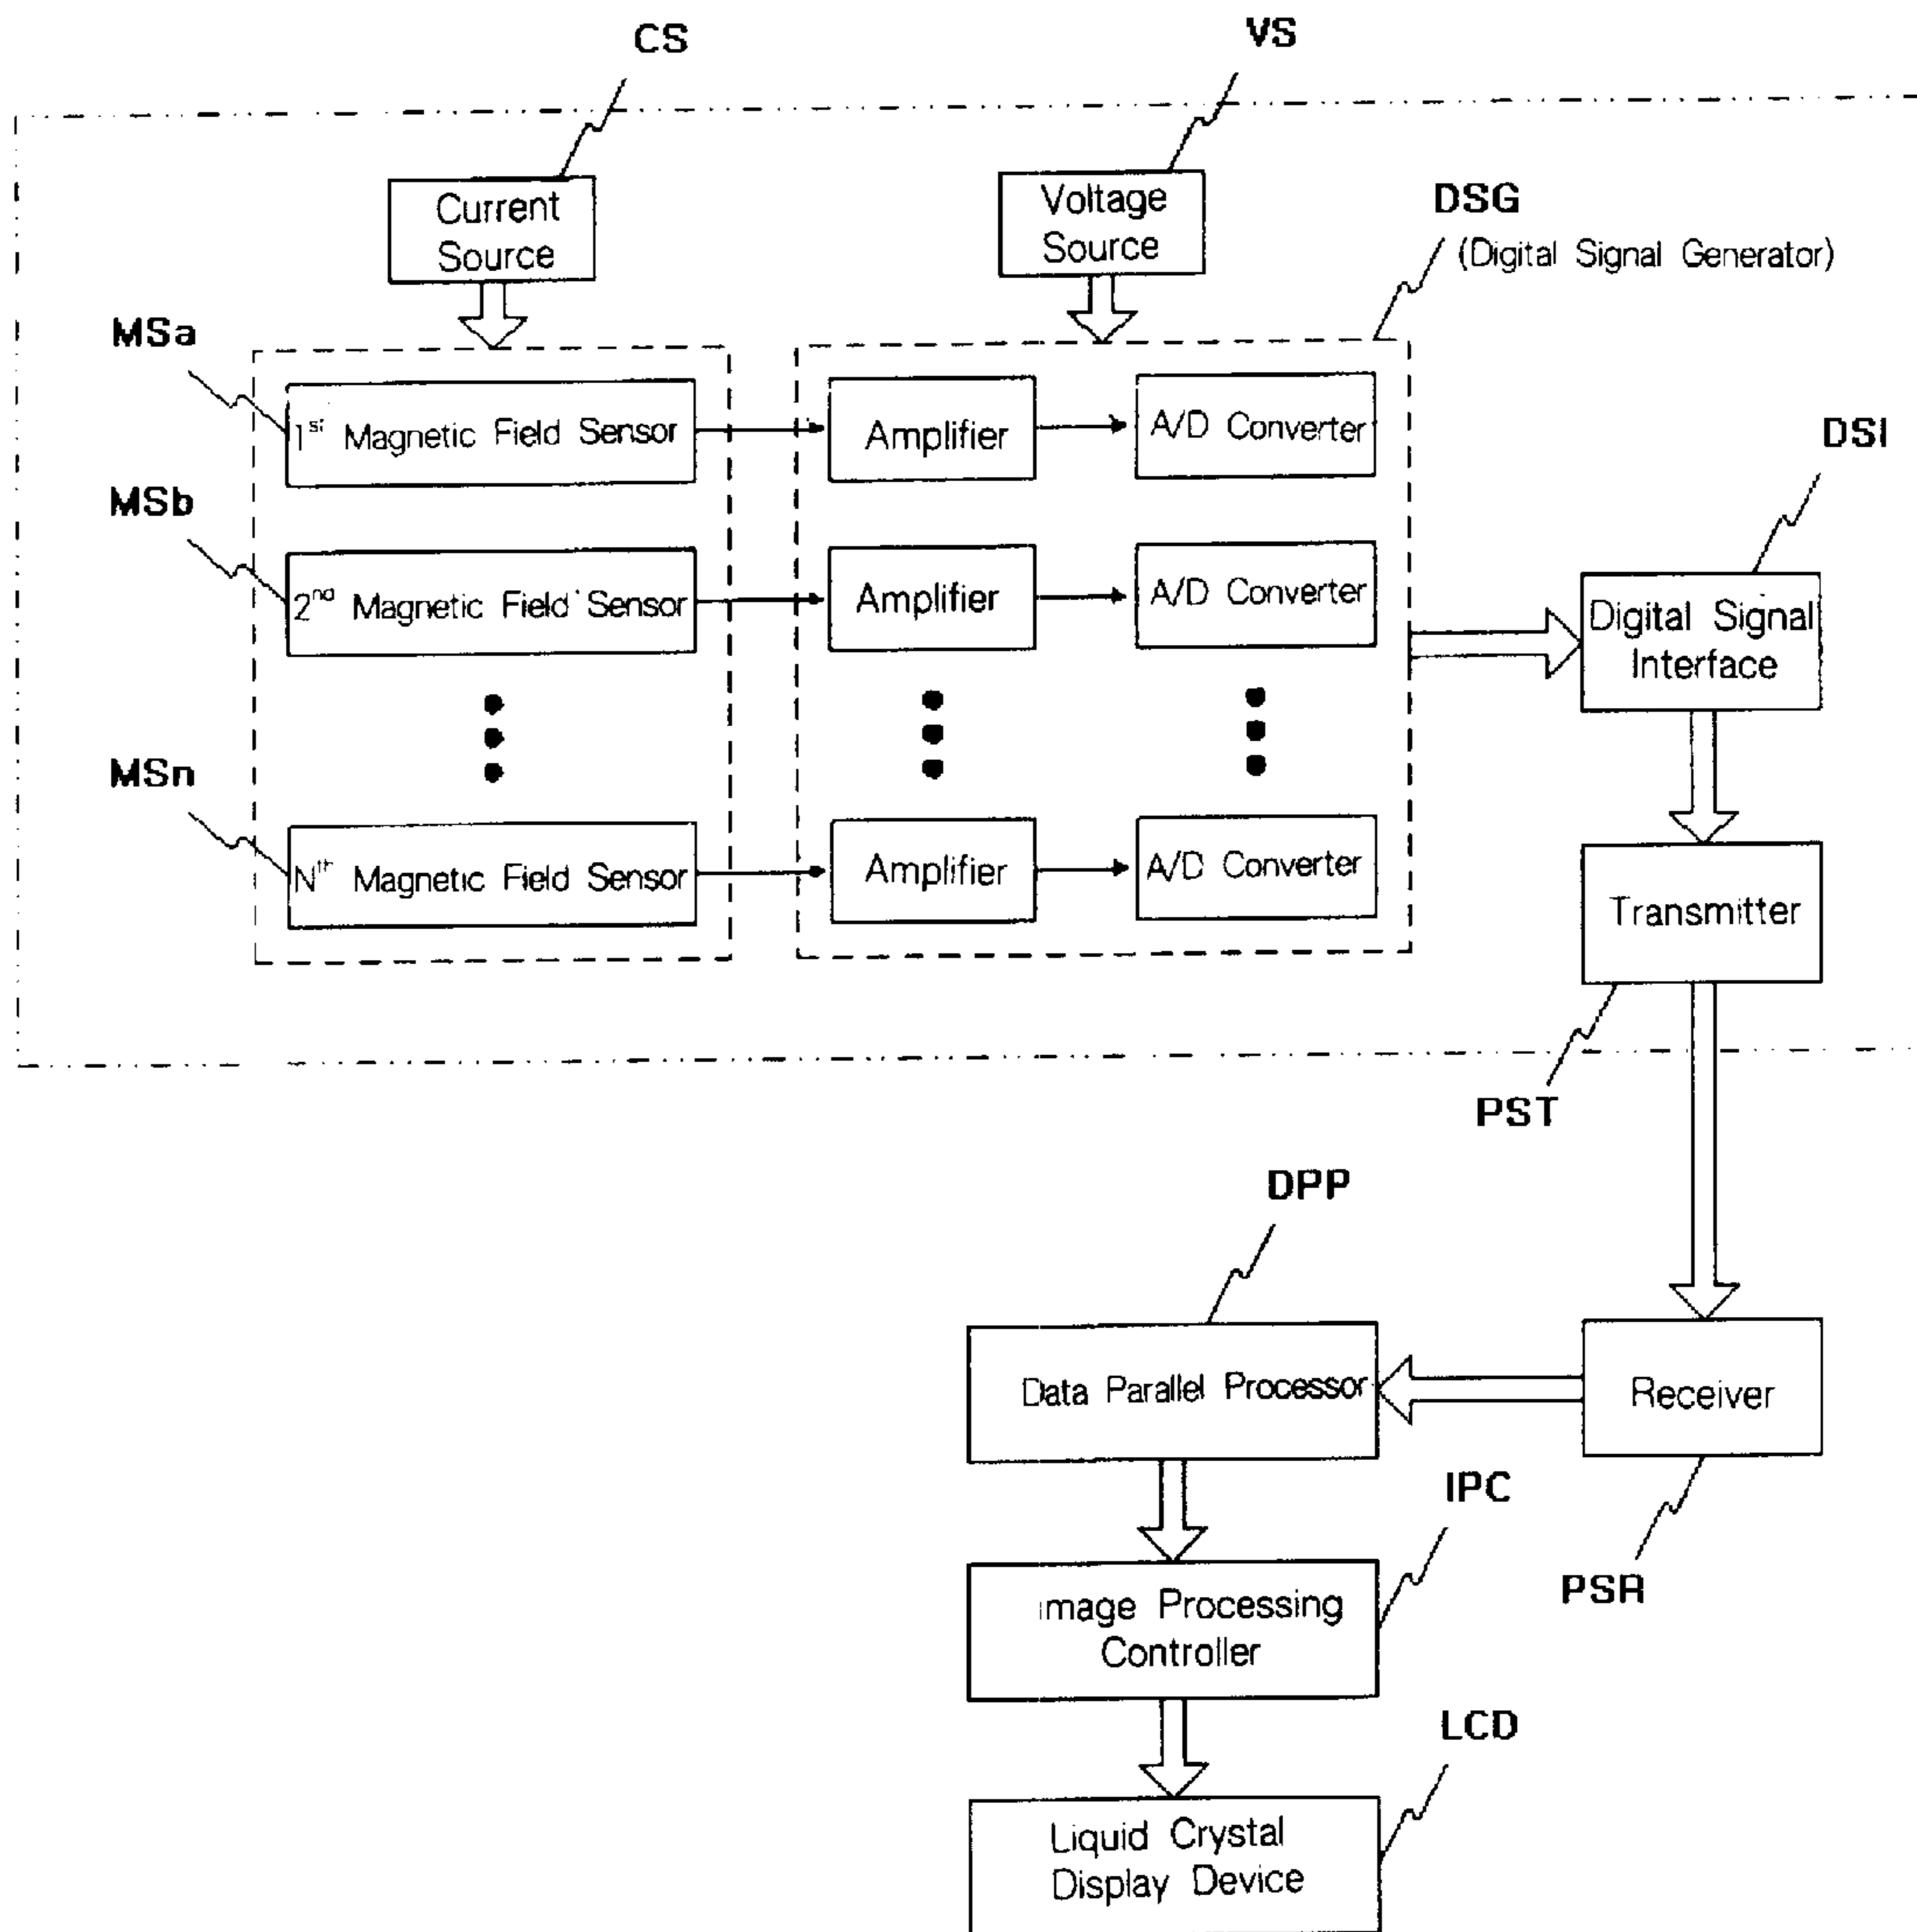 CS
VS
Current
Source
Voltage
Source
DSG
(Digital Signal Generator)
MSa
1st Magnetic Field Sensor
Amplifier
A/D Converter
DSI
MSb
2nd Magnetic Field Sensor
Amplifier
A/D Converter
Digital Signal
Interface
MSn
Nth Magnetic Field Sensor
Amplifier
A/D Converter
Transmitter
PST
DPP
Data Parallel Processor
Receiver
IPC
PSR
Image Processing
Controller
LCD
Liquid Crystal
Display Device